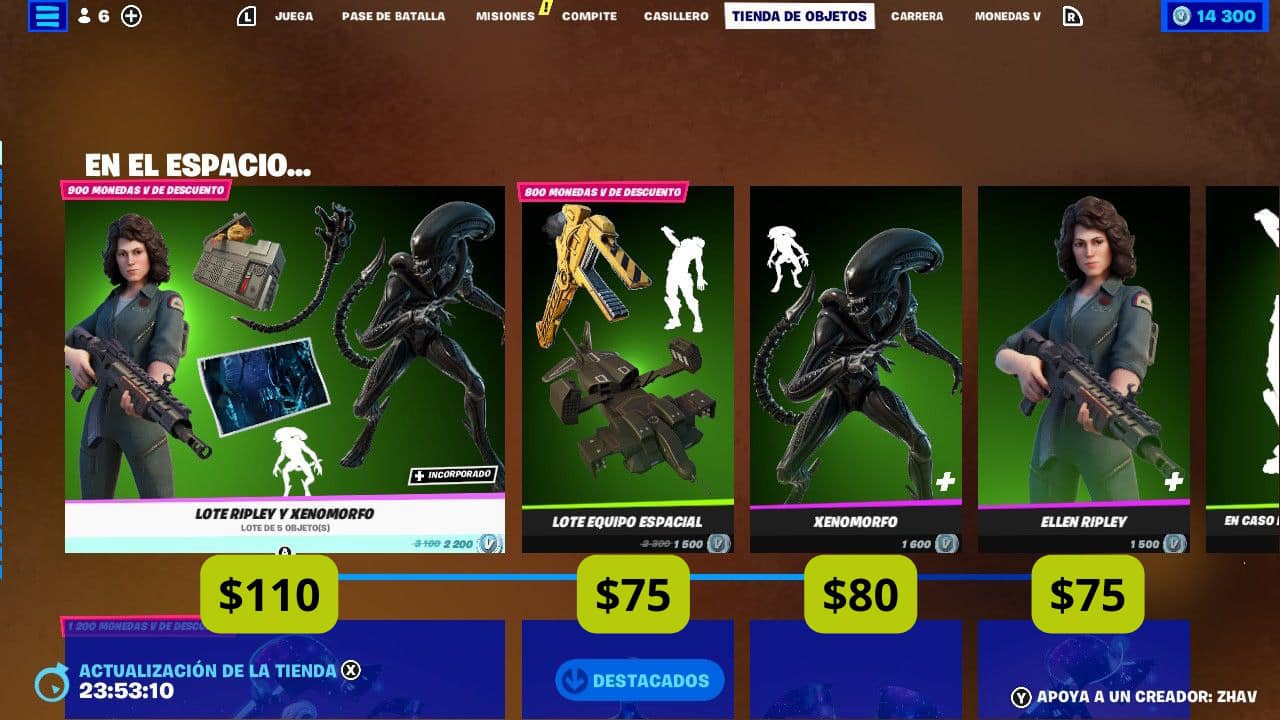 6
L
JUEGA
PASE DE BATALLA
MISIONES
!
COMPITE
CASILLERO
TIENDA DE OBJETOS
CARRERA
MONEDAS V
R
14 300
EN EL ESPACIO...
900 MONEDAS V DE DESCUENTO
800 MONEDAS V DE DESCUENTO
+ INCORPORADO
LOTE RIPLEY Y XENOMORFO
LOTE DE 5 OBJETO(S)
3 100 2 200
LOTE EQUIPO ESPACIAL
2 300 1 500
XENOMORFO
1 600
ELLEN RIPLEY
1 500
EN CASO
A
$110
$75
$80
$75
1 200 MONEDAS V DE DESCU
ACTUALIZACIÓN DE LA TIENDA X
23:53:10
DESTACADOS
Y APOYA A UN CREADOR: ZHAV